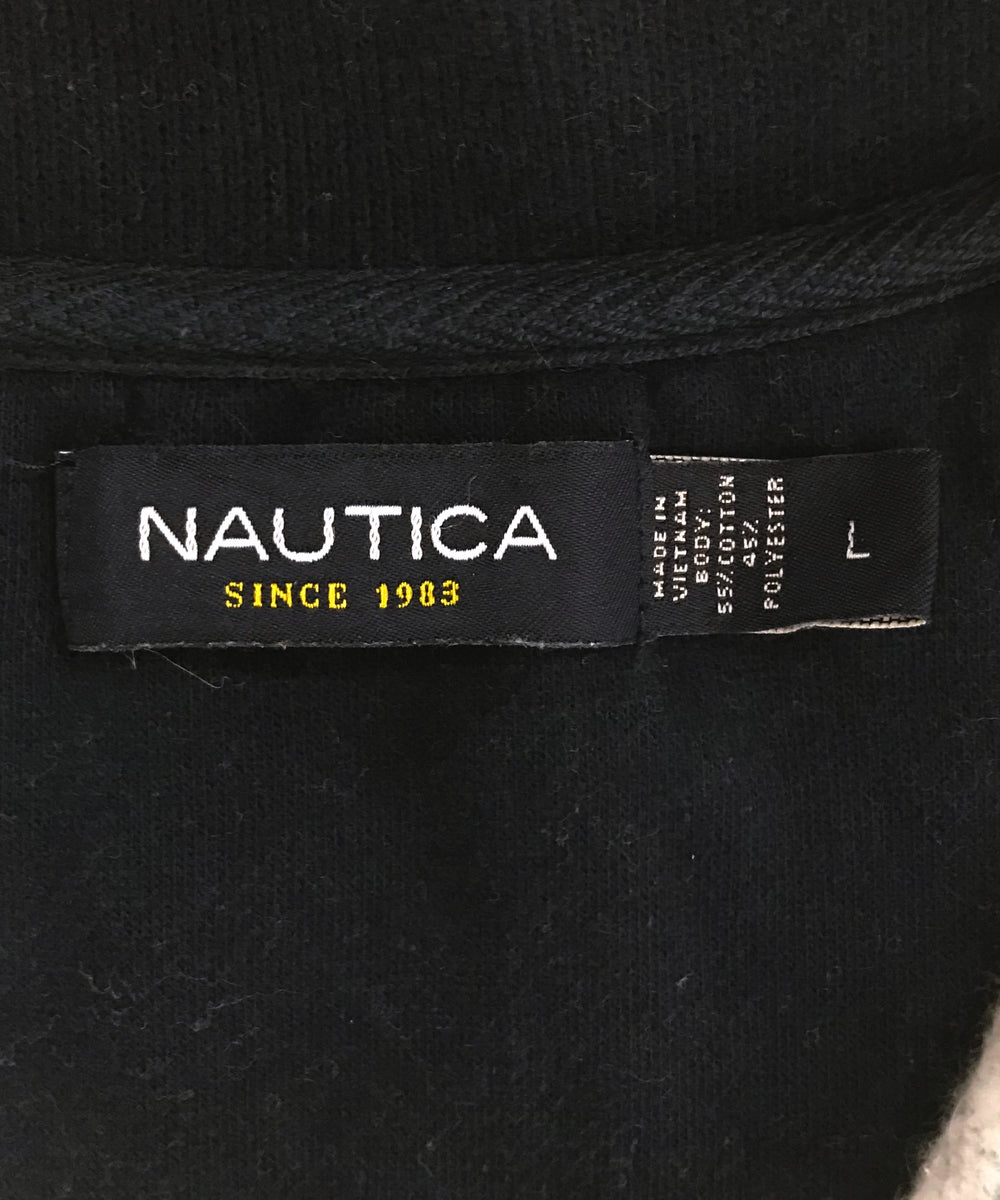 NAUTICA
SINCE 1983
MADE IN
VIETNAM
BODY:
55%COTTON
45%
POLYESTER
L